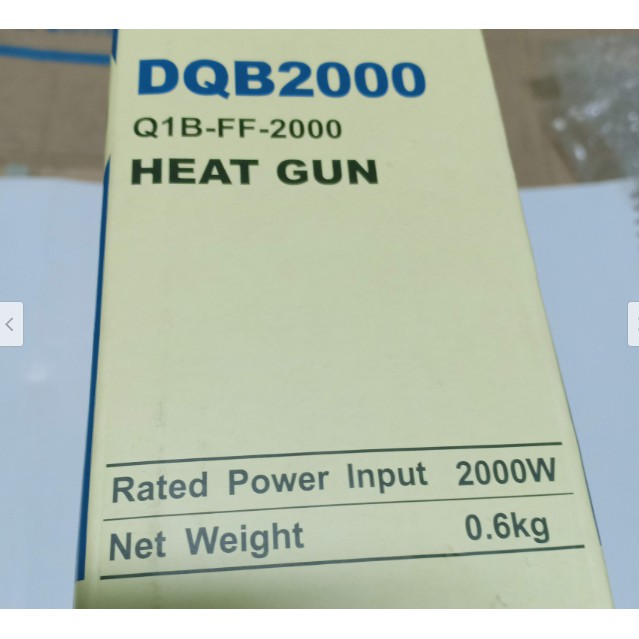 DQB2000
Q1B-FF-2000
HEAT GUN
Rated Power Input 2000W
Net Weight 0.6kg